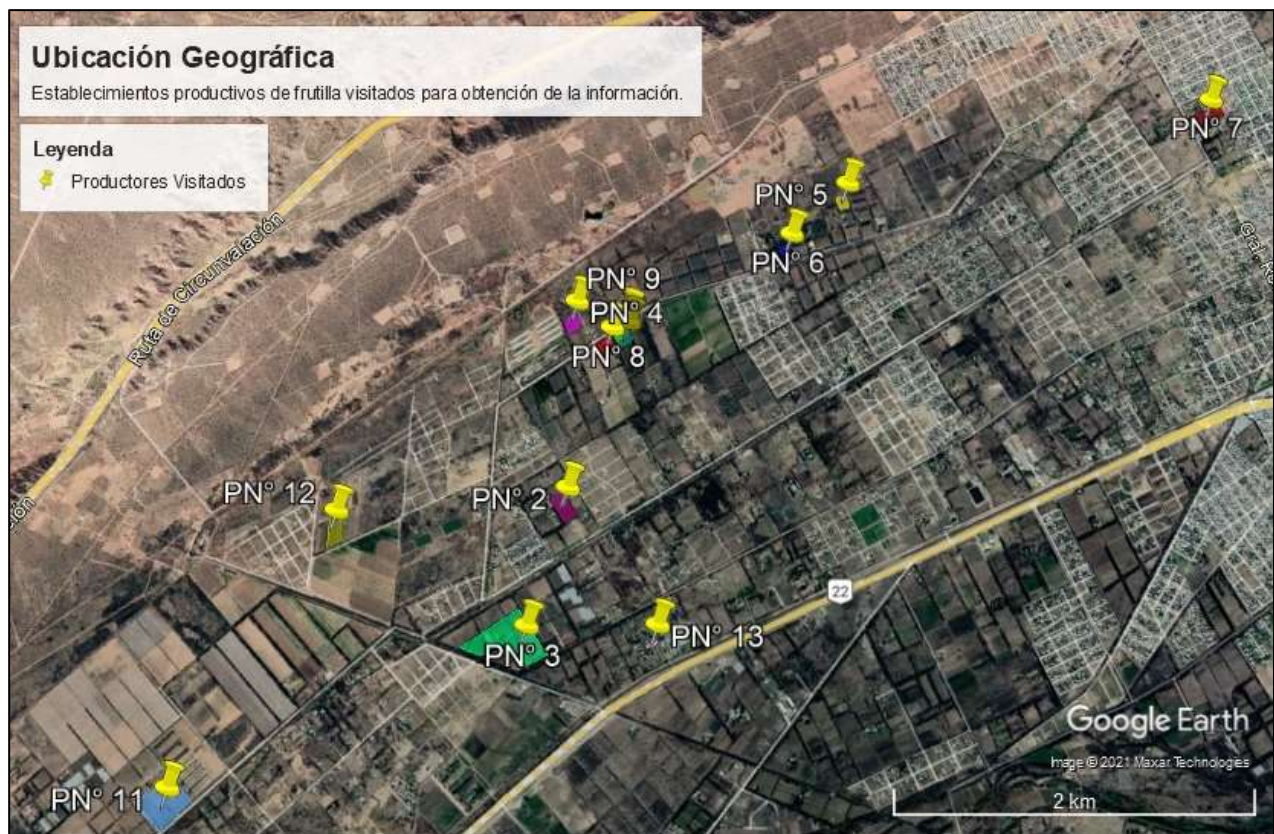 Ubicación Geográfica
Establecimientos productivos de frutilla visitados para obtención de la información.
Leyenda
Productores Visitados
PN° 7
PN° 5
PN° 6
Ruta de Circunvalación
PN° 9
PN° 4
PN° 8
PN° 12
PN° 2
ión
22
PN° 3
PN° 13
Google Earth
Image © 2021 Maxar Technologies
PN° 11
2 km